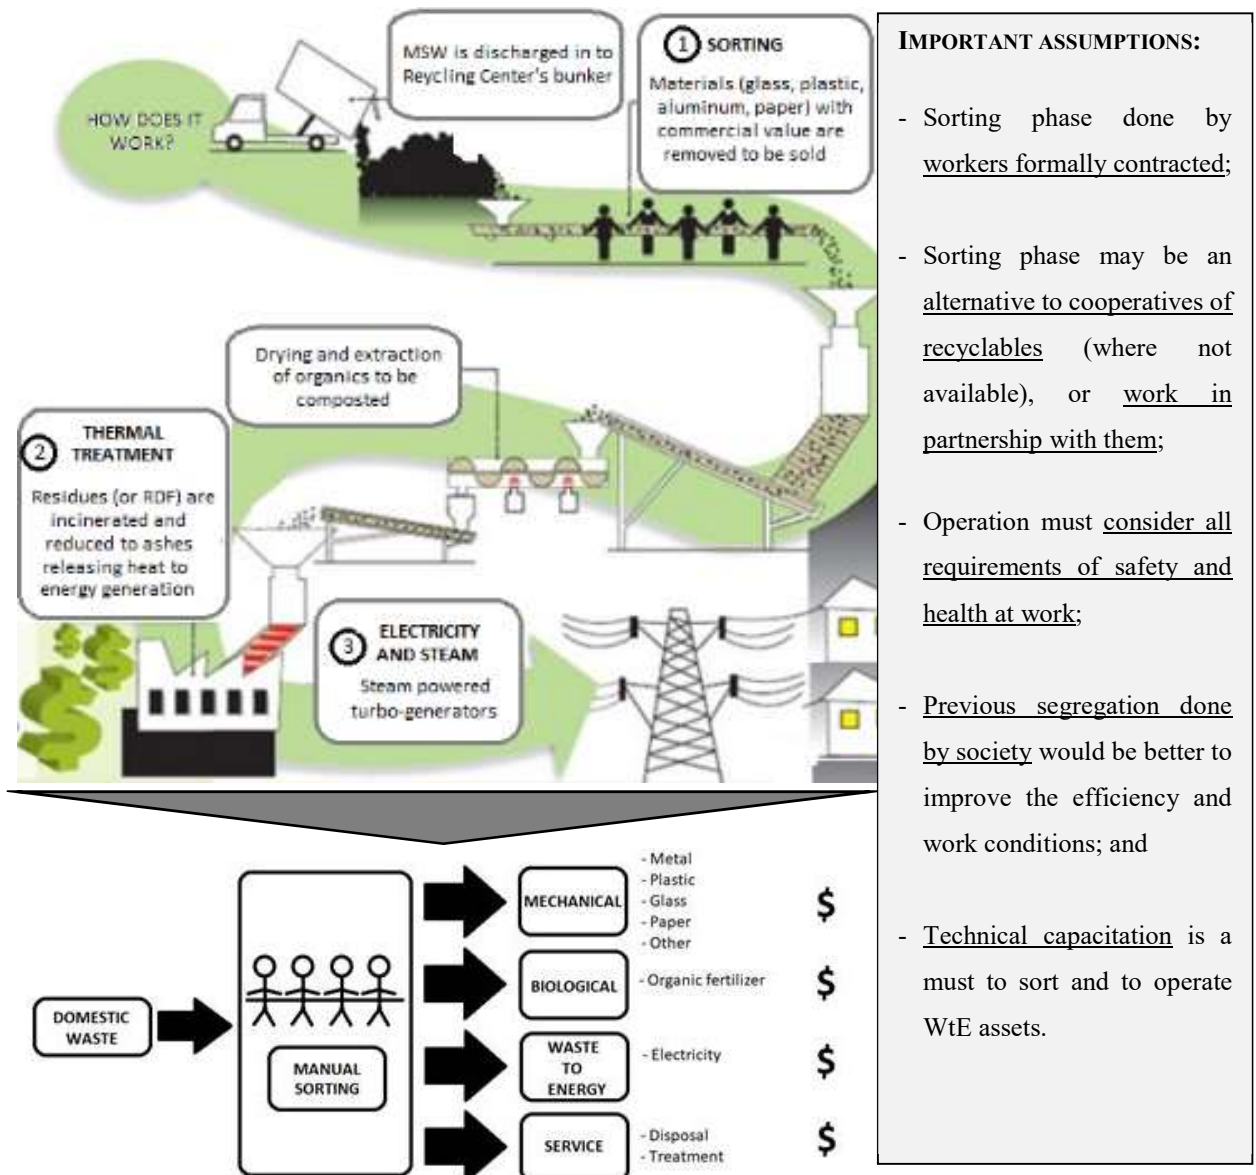 HOW DOES IT
WORK?
MSW is discharged in to
Reycling Center's bunker
1 SORTING
Materials (glass, plastic,
aluminum, paper) with
commercial value are
removed to be sold
Drying and extraction
of organics to be
composted
2 THERMAL
TREATMENT
Residues (or RDF) are
incinerated and
reduced to ashes
releasing heat to
energy generation
3 ELECTRICITY
AND STEAM
Steam powered
turbo-generators
$
$
$
DOMESTIC
WASTE
MANUAL
SORTING
MECHANICAL
- Metal
- Plastic
- Glass
- Paper
- Other
$
BIOLOGICAL
- Organic fertilizer
$
WASTE
TO
ENERGY
- Electricity
$
SERVICE
- Disposal
- Treatment
$
IMPORTANT ASSUMPTIONS:
- Sorting phase done by
workers formally contracted;
- Sorting phase may be an
alternative to cooperatives of
recyclables (where not
available), or work in
partnership with them;
- Operation must consider all
requirements of safety and
health at work;
- Previous segregation done
by society would be better to
improve the efficiency and
work conditions; and
- Technical capacitation is a
must to sort and to operate
WtE assets.